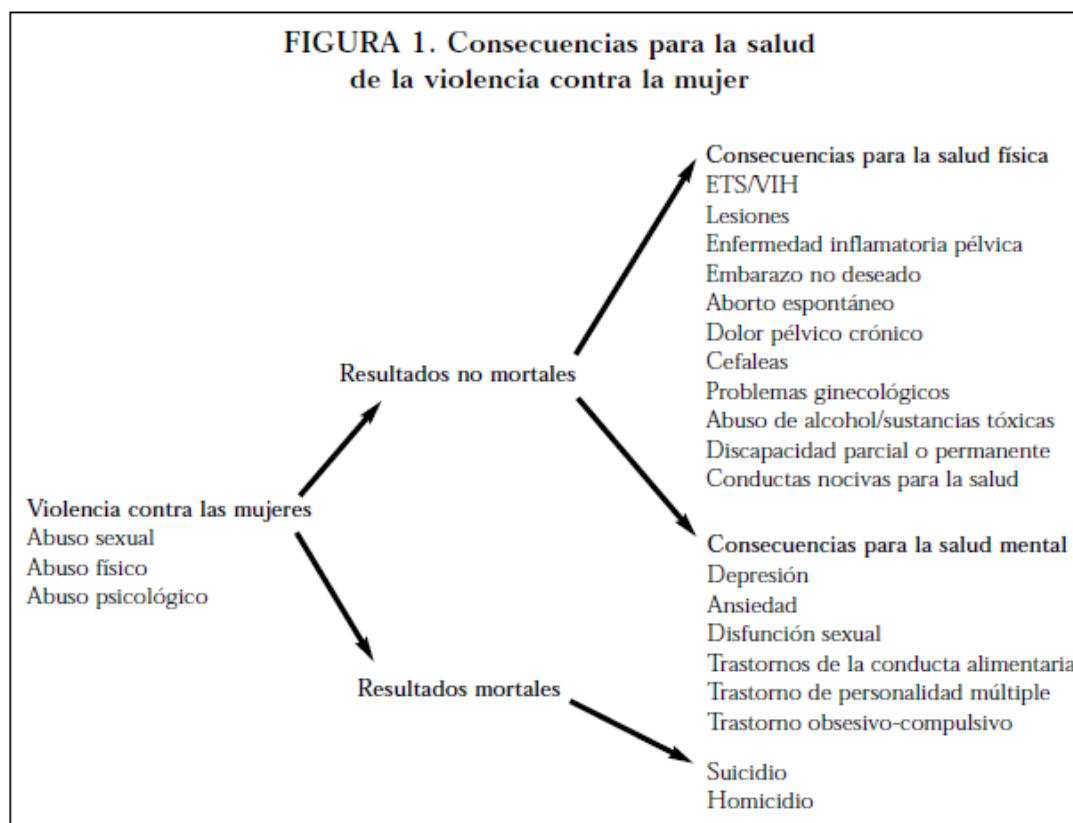 FIGURA 1. Consecuencias para la salud
de la violencia contra la mujer
Consecuencias para la salud física
ETS/VIH
Lesiones
Enfermedad inflamatoria pélvica
Embarazo no deseado
Aborto espontáneo
Dolor pélvico crónico
Cefaleas
Problemas ginecológicos
Abuso de alcohol/sustancias tóxicas
Discapacidad parcial o permanente
Conductas nocivas para la salud
Resultados no mortales
Violencia contra las mujeres
Abuso sexual
Abuso físico
Abuso psicológico
Consecuencias para la salud mental
Depresión
Ansiedad
Disfunción sexual
Trastornos de la conducta alimentaria
Trastorno de personalidad múltiple
Trastorno obsesivo-compulsivo
Resultados mortales
Suicidio
Homicidio